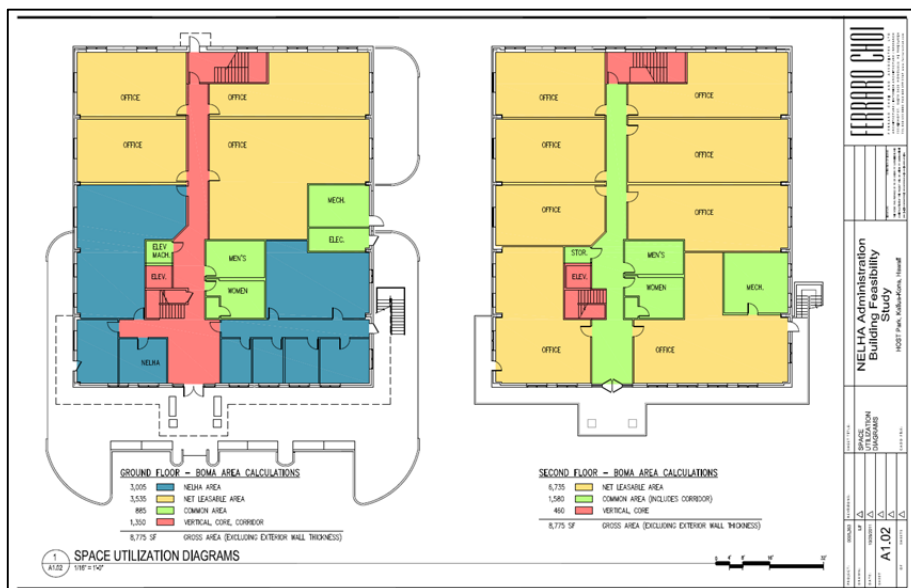 OFFICE
OFFICE
OFFICE
OFFICE
MECH.
ELEC.
ELEV
MACH.
MEN'S
ELEV.
WOMEN
NELHA
OFFICE
OFFICE
OFFICE
OFFICE
OFFICE
OFFICE
STOR.
MEN'S
ELEV.
WOMEN
MECH.
OFFICE
OFFICE
GROUND FLOOR - BOMA AREA CALCULATIONS
3,005 NELHA AREA
3,535 NET LEASABLE AREA
885 COMMON AREA
1,350 VERTICAL, CORE, CORRIDOR
8,775 SF GROSS AREA (EXCLUDING EXTERIOR WALL THICKNESS)
SECOND FLOOR - BOMA AREA CALCULATIONS
6,735 NET LEASABLE AREA
1,580 COMMON AREA (INCLUDES CORRIDOR)
460 VERTICAL, CORE
8,775 SF GROSS AREA (EXCLUDING EXTERIOR WALL THICKNESS)
1
A1.02
SPACE UTILIZATION DIAGRAMS
1/16" = 1'-0"
FERRARO CHOI
NELHA Administration
Building Feasibility
Study
HOST Park, Kailua-Kona, Hawaii
SPACE
UTILIZATION
DIAGRAMS
A1.02